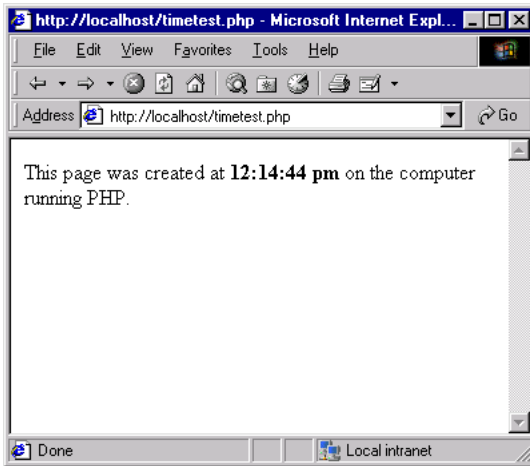 http://localhost/timetest.php - Microsoft Internet Expl...
File Edit View Favorites Tools Help
Address http://localhost/timetest.php Go
This page was created at 12:14:44 pm on the computer
running PHP.
Done Local intranet